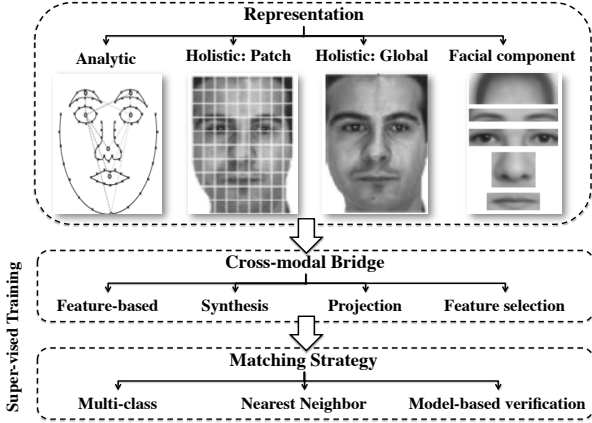 Representation
Analytic Holistic: Patch Holistic: Global Facial component
Cross-modal Bridge
Feature-based Synthesis Projection Feature selection
Super-vised Training
Matching Strategy
Multi-class Nearest Neighbor Model-based verification